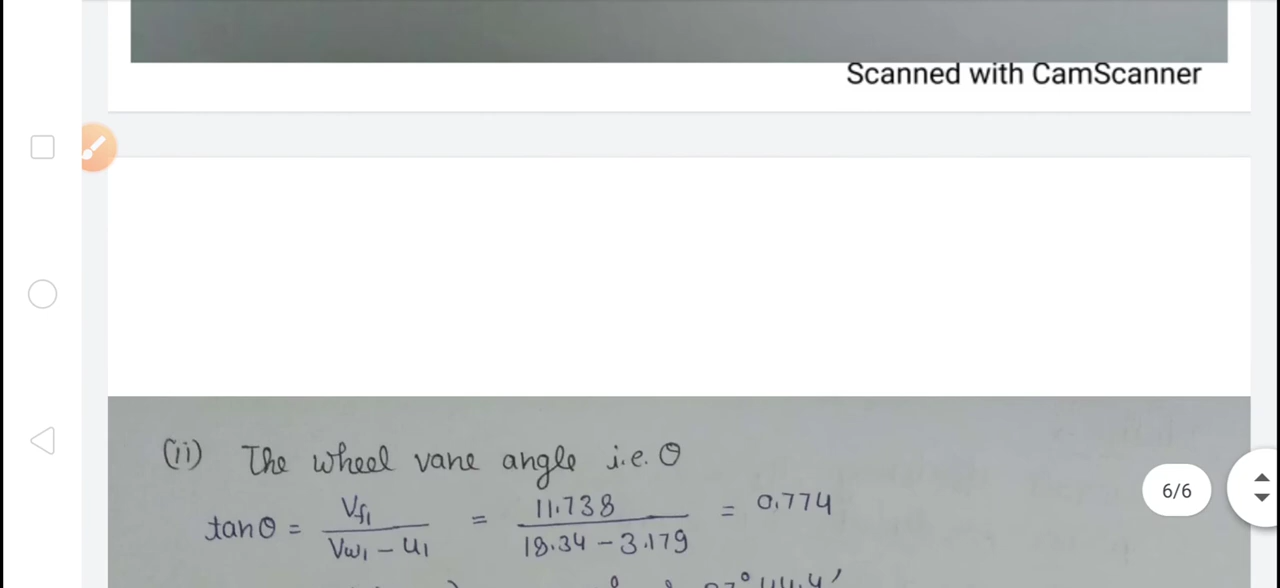 Scanned with CamScanner
(ii) The wheel vane angle i.e. θ
tanθ = Vf1 / Vw1 - u1 = 11.738 / 18.34 - 3.179 = 0.774
6/6